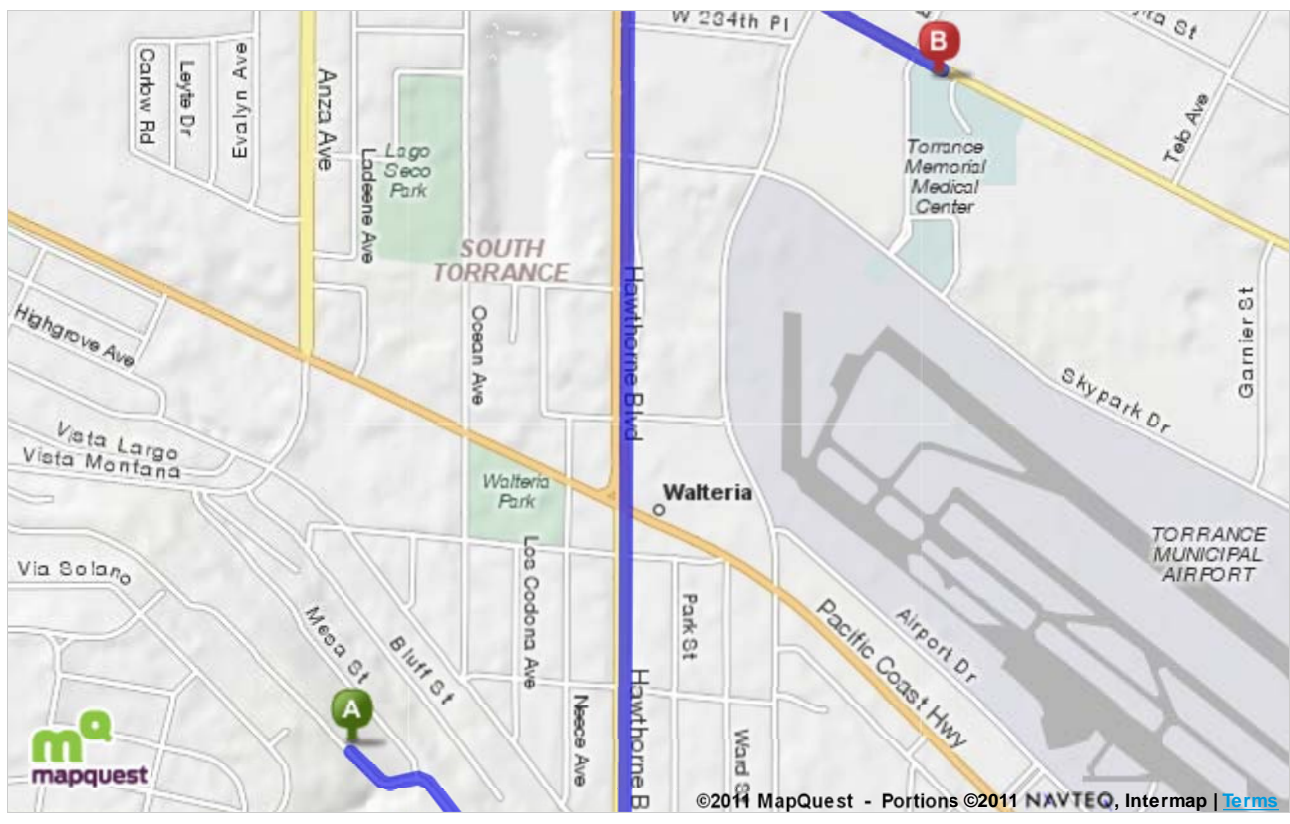 W 234th Pl
B
Carlow Rd
Leyte Dr
Evalyn Ave
Anza Ave
Ladeene Ave
Lago
Seco
Park
Torrance
Memorial
Medical
Center
Telo Ave
SOUTH
TORRANCE
Hawthorne Blvd
Ocean Ave
Highgrove Ave
Garnier St
Skypark Dr
Vista Largo
Vista Montana
Walteria
Park
Walteria
TORRANCE
MUNICIPAL
AIRPORT
Via Solano
Los Codona Ave
Mesa St
Bluff St
Park St
Airport Dr
Pacific Coast Hwy
A
Neece Ave
Hawthorne B
Ward S
mq
mapquest
©2011 MapQuest - Portions ©2011 NAVTEQ, Intermap | Terms